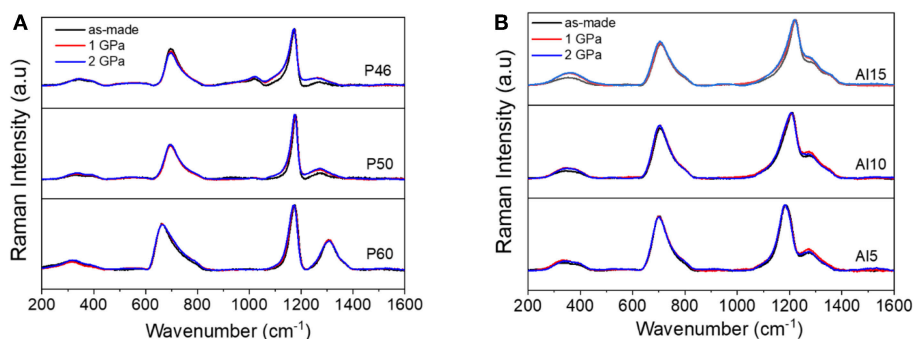 A
as-made
1 GPa
2 GPa
P46
P50
P60
Raman Intensity (a.u)
200 400 600 800 1000 1200 1400 1600
Wavenumber (cm⁻¹)
B
as-made
1 GPa
2 GPa
Al15
Al10
Al5
Raman Intensity (a.u)
200 400 600 800 1000 1200 1400 1600
Wavenumber (cm⁻¹)